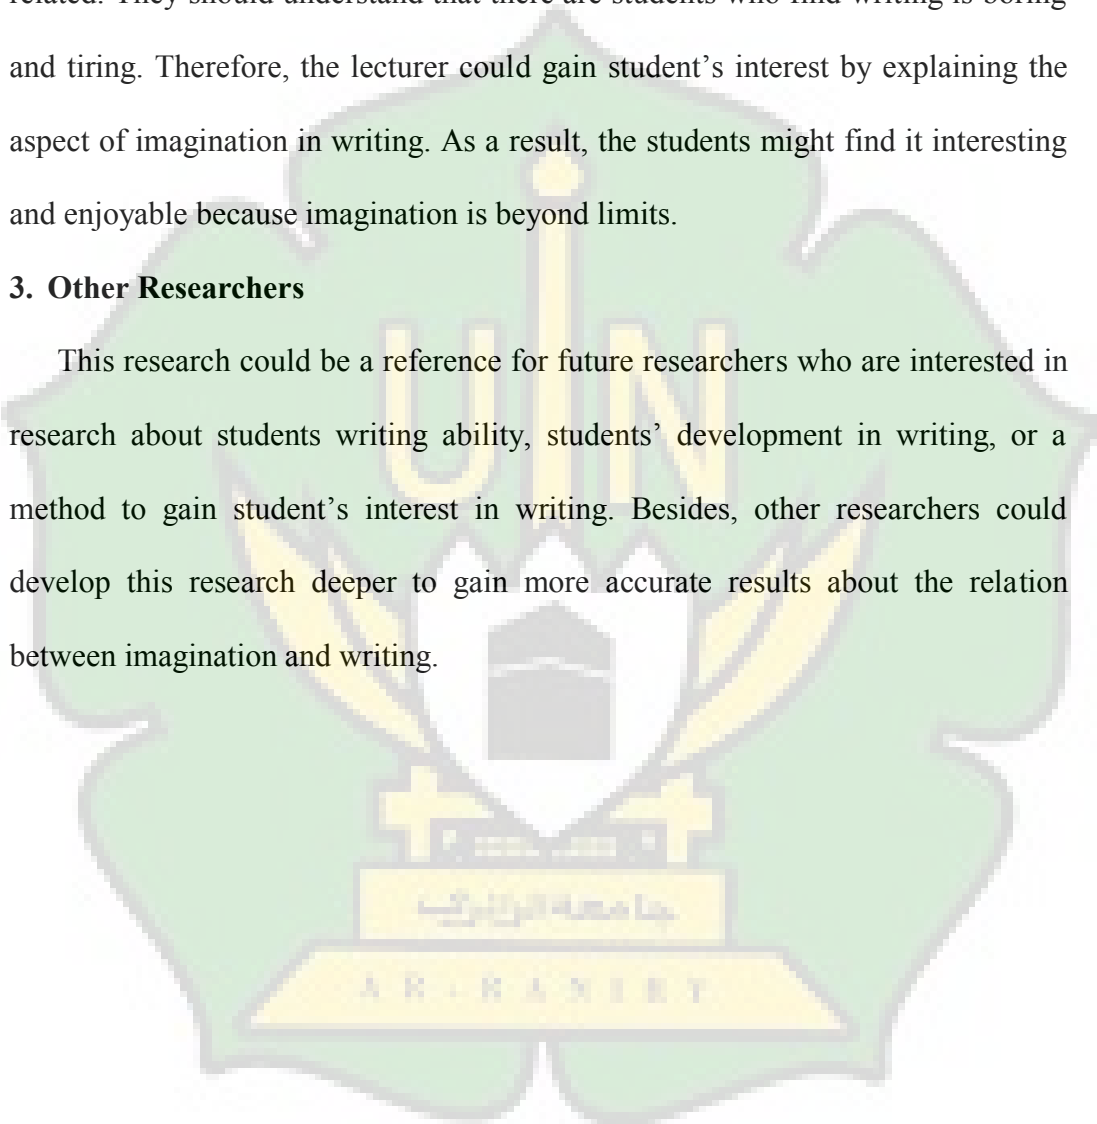 related. They should understand that there are students who find writing is boring
and tiring. Therefore, the lecturer could gain student’s interest by explaining the
aspect of imagination in writing. As a result, the students might find it interesting
and enjoyable because imagination is beyond limits.
3. Other Researchers
This research could be a reference for future researchers who are interested in
research about students writing ability, students’ development in writing, or a
method to gain student’s interest in writing. Besides, other researchers could
develop this research deeper to gain more accurate results about the relation
between imagination and writing.
UIN
جامعة الرانيري
AR-RANIRY